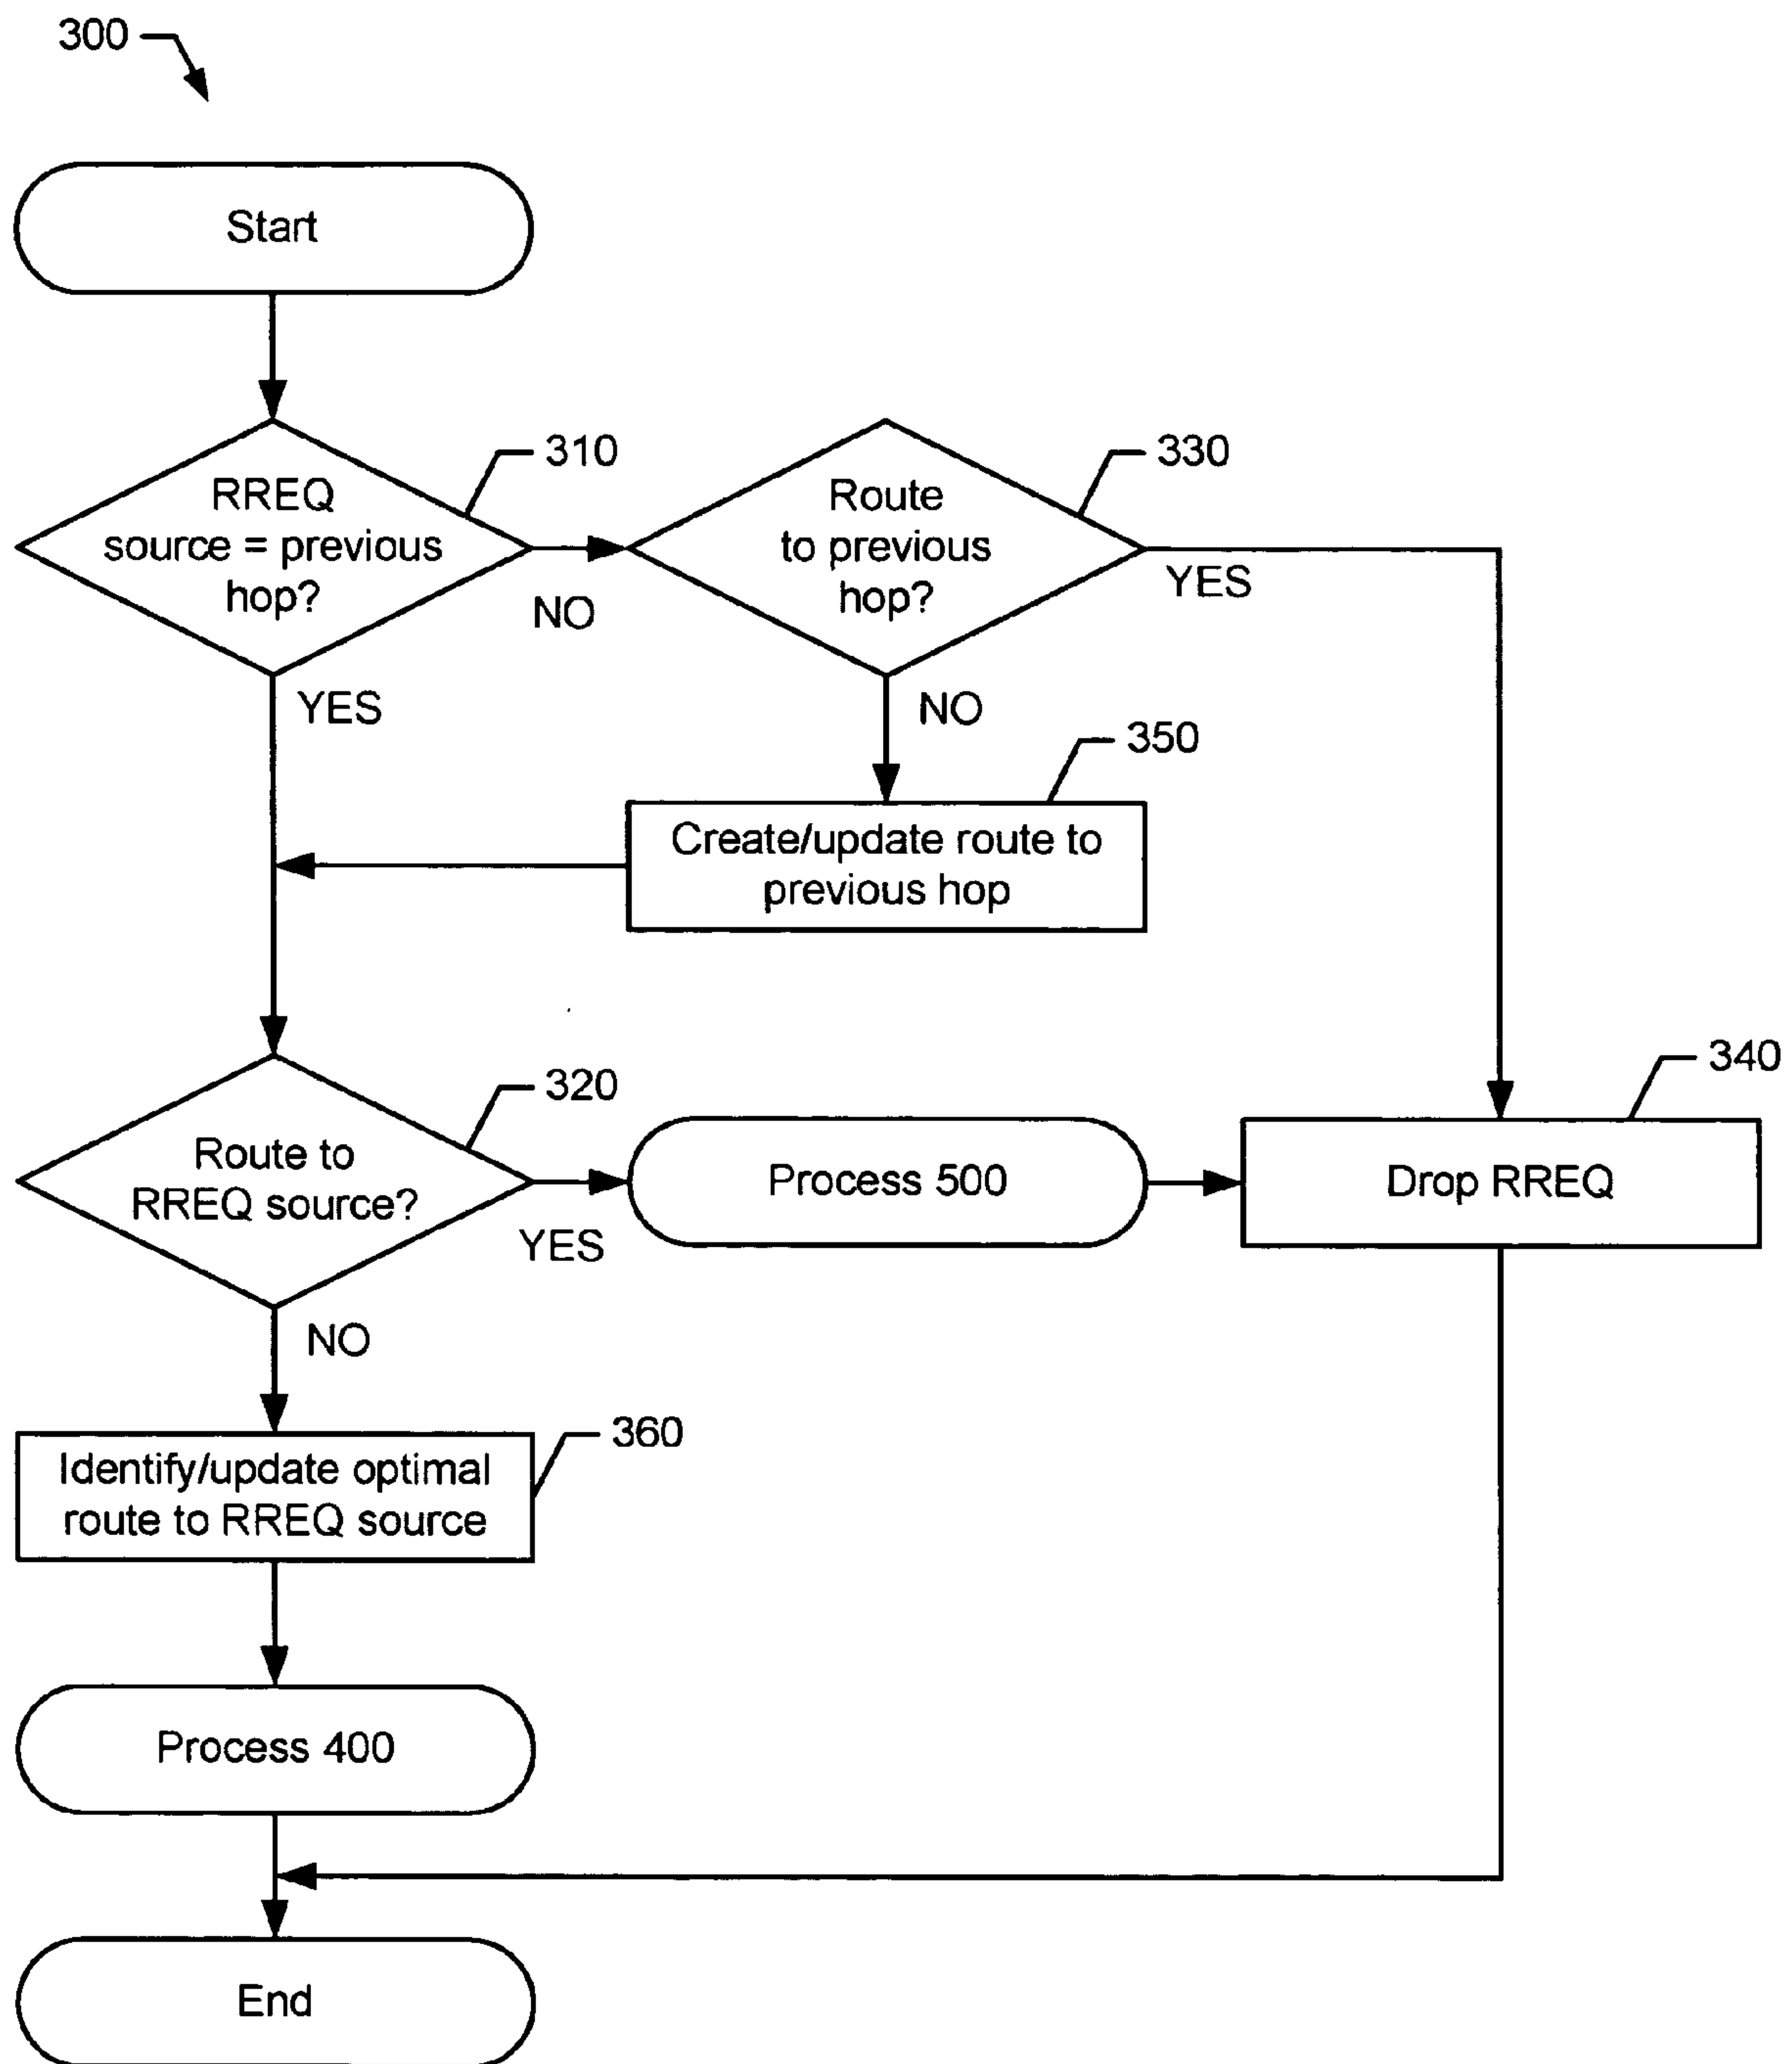 300
Start
310
RREQ
source = previous
hop?
NO
YES
330
Route
to previous
hop?
YES
NO
350
Create/update route to
previous hop
320
Route to
RREQ source?
YES
NO
Process 500
340
Drop RREQ
360
Identify/update optimal
route to RREQ source
Process 400
End